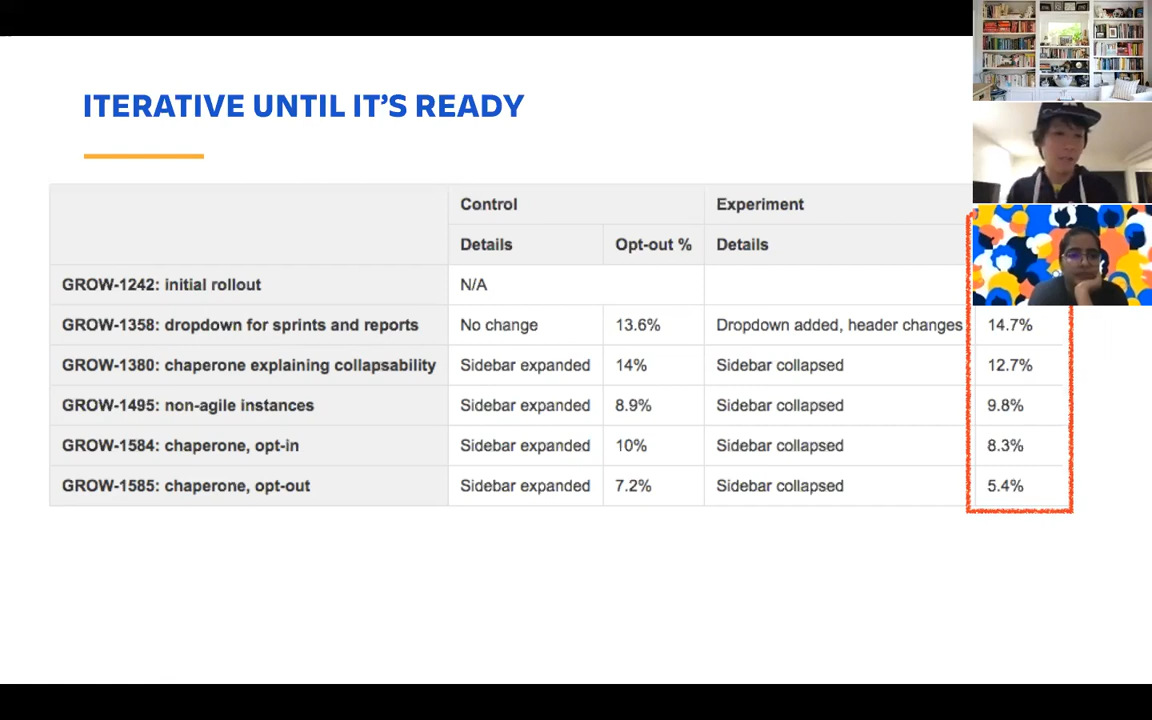 ITERATIVE UNTIL IT'S READY
Control Experiment
Details Opt-out % Details
GROW-1242: initial rollout N/A
GROW-1358: dropdown for sprints and reports No change 13.6% Dropdown added, header changes 14.7%
GROW-1380: chaperone explaining collapsability Sidebar expanded 14% Sidebar collapsed 12.7%
GROW-1495: non-agile instances Sidebar expanded 8.9% Sidebar collapsed 9.8%
GROW-1584: chaperone, opt-in Sidebar expanded 10% Sidebar collapsed 8.3%
GROW-1585: chaperone, opt-out Sidebar expanded 7.2% Sidebar collapsed 5.4%